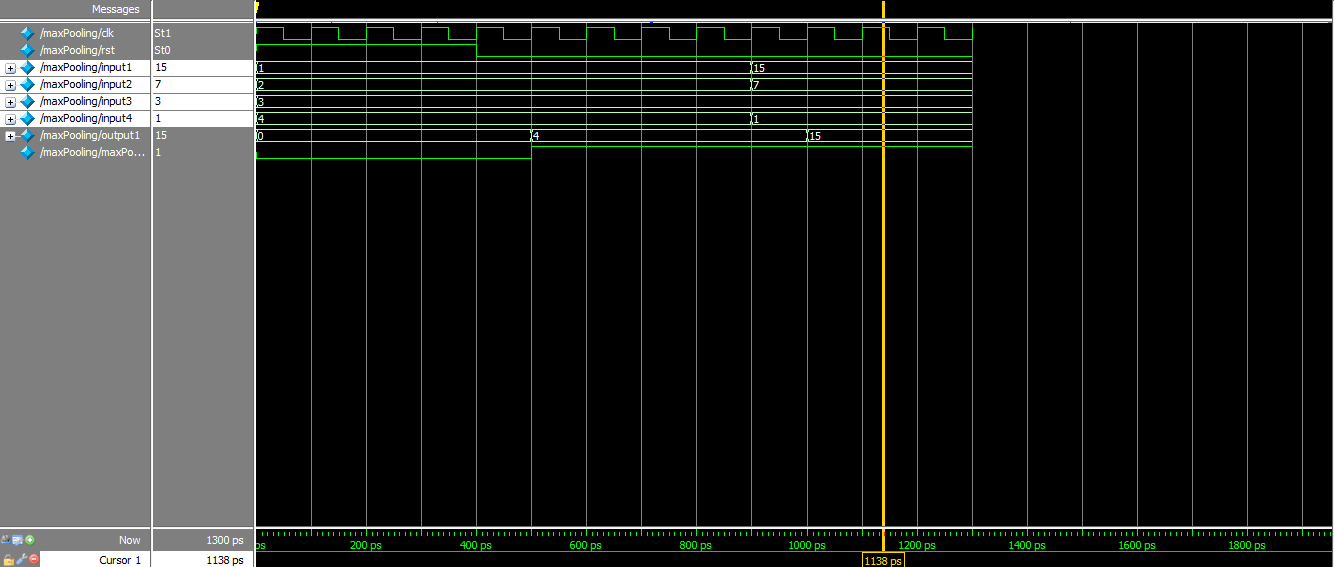 Messages
/maxPooling/clk St1
/maxPooling/rst St0
/maxPooling/input1 15 1 15
/maxPooling/input2 7 2 7
/maxPooling/input3 3 3
/maxPooling/input4 1 4 1
/maxPooling/output1 15 0 4 15
/maxPooling/maxPo... 1
Now 1300 ps ps 200 ps 400 ps 600 ps 800 ps 1000 ps 1200 ps 1400 ps 1600 ps 1800 ps
Cursor 1 1138 ps 1138 ps